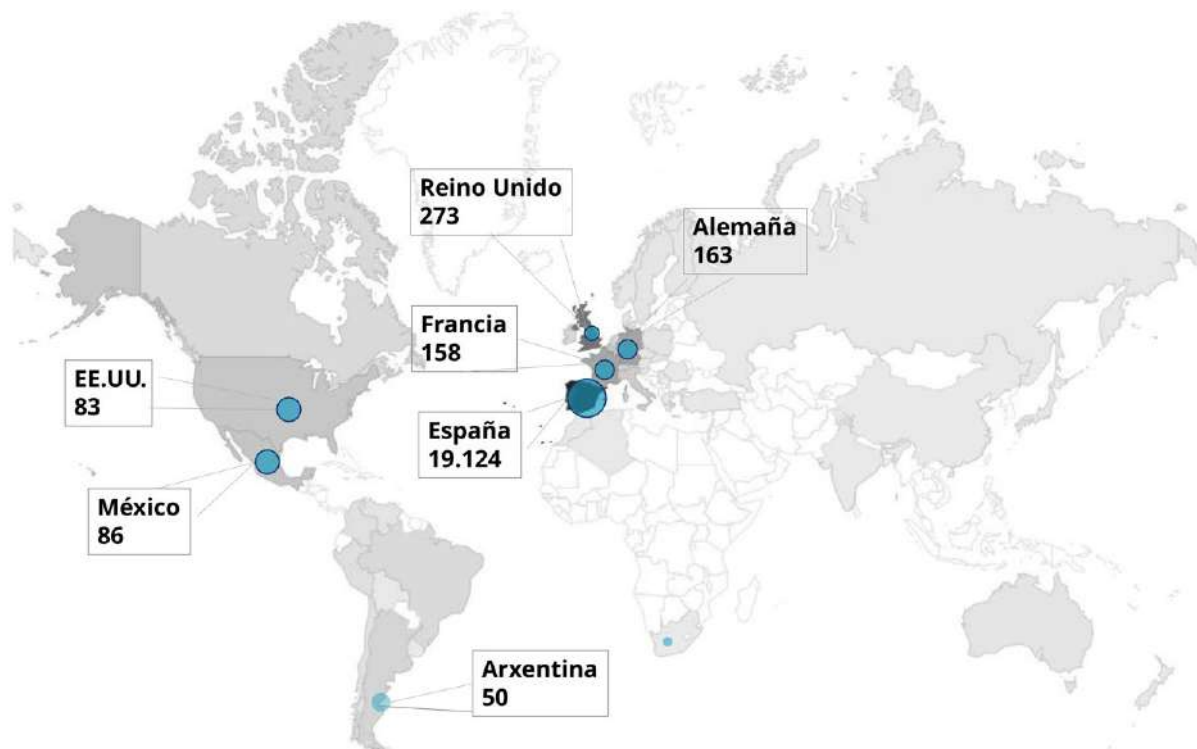 Reino Unido
273
Alemaña
163
Francia
158
EE.UU.
83
España
19.124
México
86
Arxentina
50